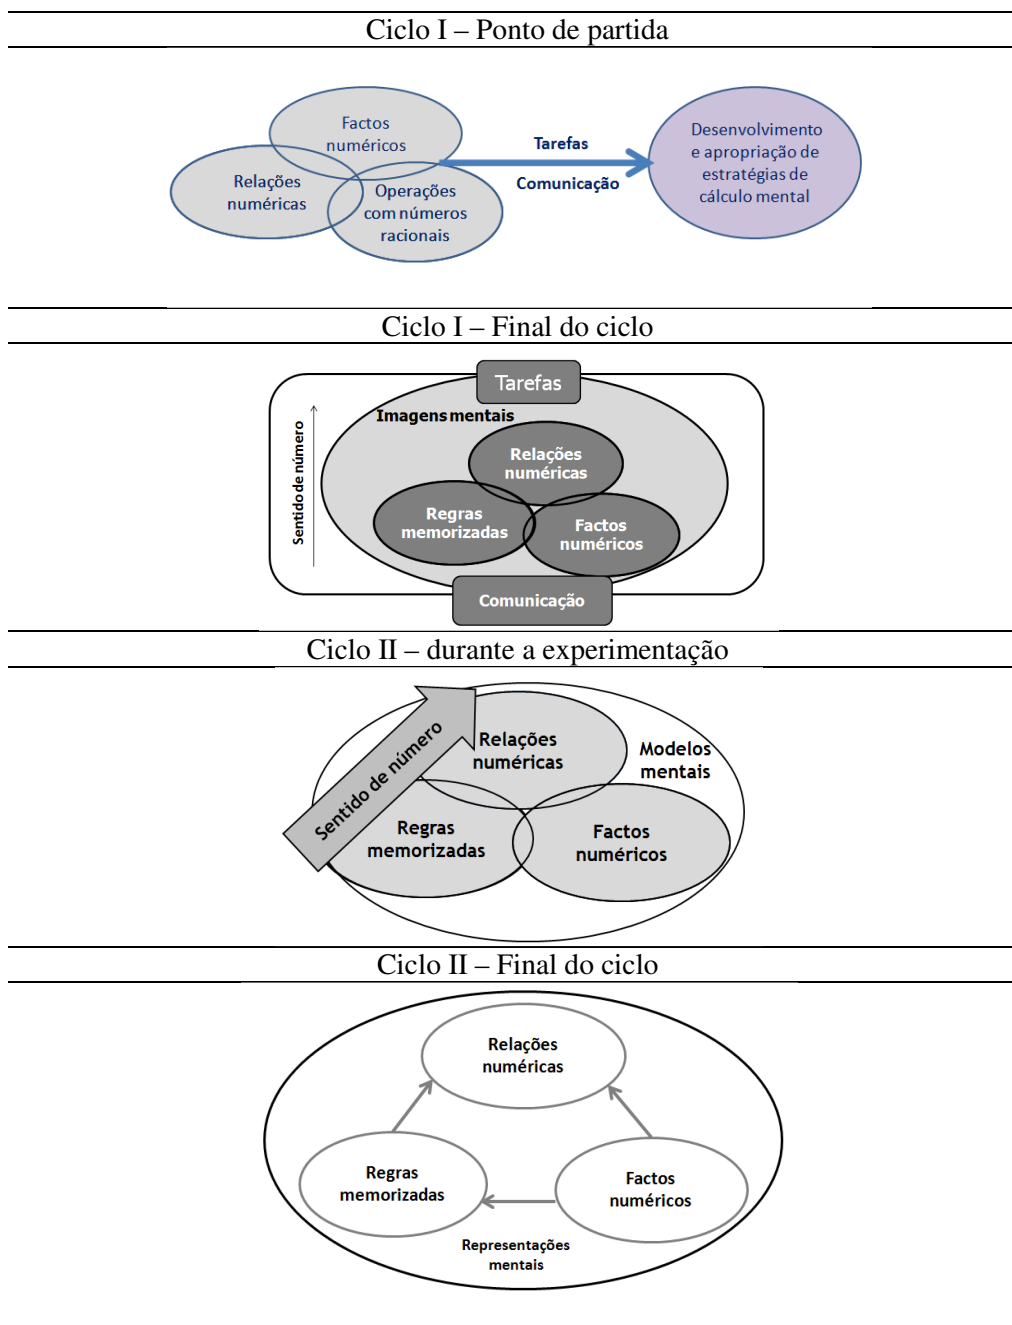 Ciclo I – Ponto de partida
Factos
numéricos
Relações
numéricas
Operações
com números
racionais
Tarefas
Comunicação
Desenvolvimento
e apropriação de
estratégias de
cálculo mental
Ciclo I – Final do ciclo
Tarefas
Imagens mentais
Sentido de número
Relações
numéricas
Regras
memorizadas
Factos
numéricos
Comunicação
Ciclo II – durante a experimentação
Sentido de número
Relações
numéricas
Modelos
mentais
Regras
memorizadas
Factos
numéricos
Ciclo II – Final do ciclo
Relações
numéricas
Regras
memorizadas
Factos
numéricos
Representações
mentais